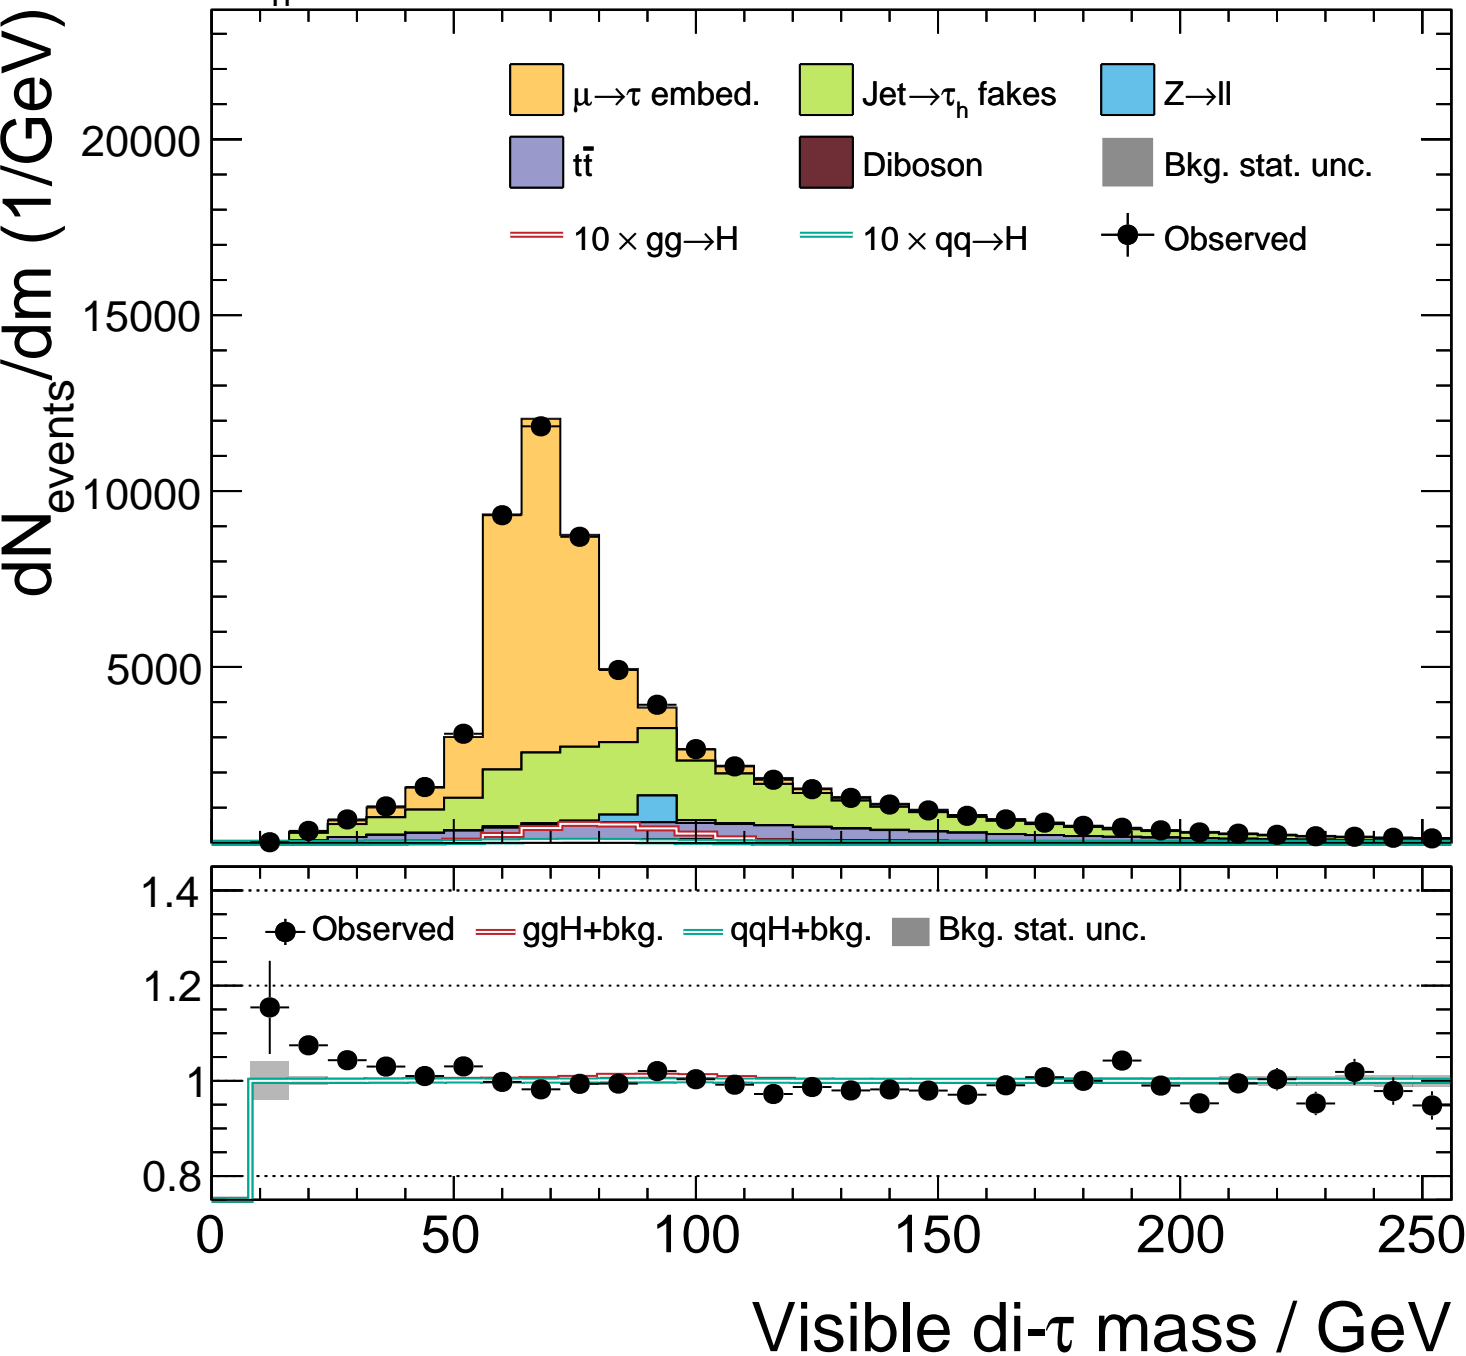 μ→τ embed. Jet→τh fakes Z→ll
tt̄ Diboson Bkg. stat. unc.
10 × gg→H 10 × qq→H Observed
dNevents/dm (1/GeV)
20000
15000
10000
5000
Observed ggH+bkg. qqH+bkg. Bkg. stat. unc.
1.4
1.2
1
0.8
0 50 100 150 200 250
Visible di-τ mass / GeV